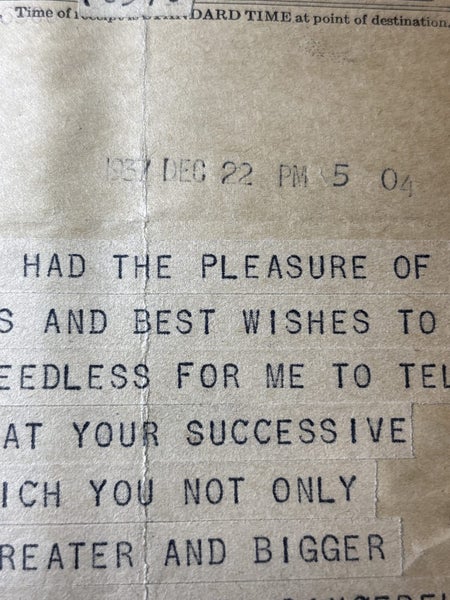 Time of receipt is STANDARD TIME at point of destination.
1937 DEC 22 PM 5 04
HAD THE PLEASURE OF
S AND BEST WISHES TO
EEDLESS FOR ME TO TEL
AT YOUR SUCCESSIVE
ICH YOU NOT ONLY
REATER AND BIGGER